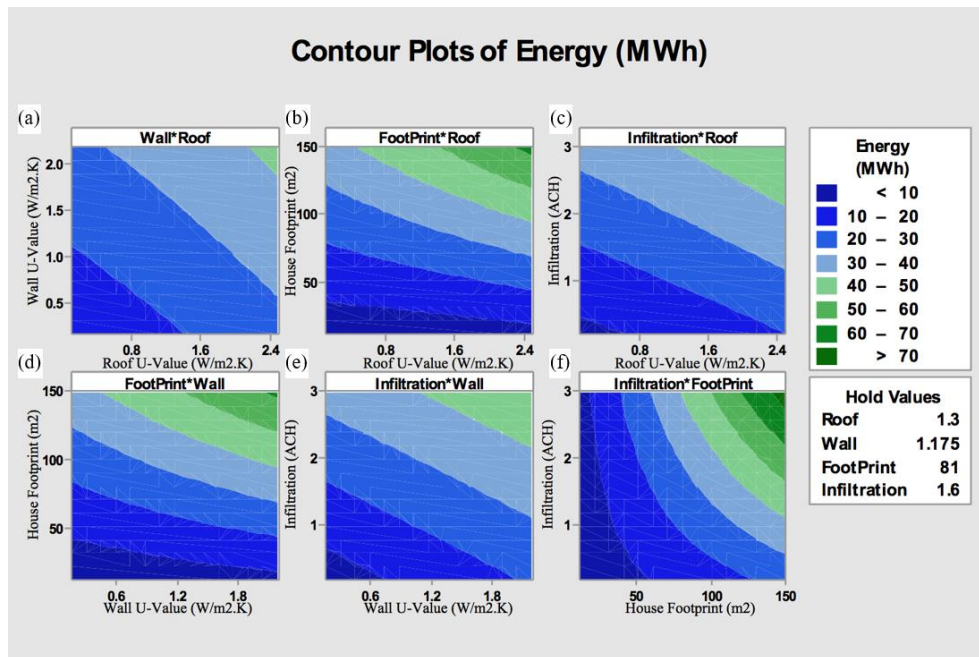 Contour Plots of Energy (MWh)
(a)
Wall*Roof
Wall U-Value (W/m2.K)
2.0
1.5
1.0
0.5
0.8
1.6
2.4
Roof U-Value (W/m2.K)
(b)
FootPrint*Roof
House Footprint (m2)
150
100
50
0.8
1.6
2.4
Roof U-Value (W/m2.K)
(c)
Infiltration*Roof
Infiltration (ACH)
3
2
1
0.8
1.6
2.4
Roof U-Value (W/m2.K)
Energy
(MWh)
< 10
10 – 20
20 – 30
30 – 40
40 – 50
50 – 60
60 – 70
> 70
(d)
FootPrint*Wall
House Footprint (m2)
150
100
50
0.6
1.2
1.8
Wall U-Value (W/m2.K)
(e)
Infiltration*Wall
Infiltration (ACH)
3
2
1
0.6
1.2
1.8
Wall U-Value (W/m2.K)
(f)
Infiltration*FootPrint
Infiltration (ACH)
3
2
1
50
100
150
House Footprint (m2)
Hold Values
Roof 1.3
Wall 1.175
FootPrint 81
Infiltration 1.6